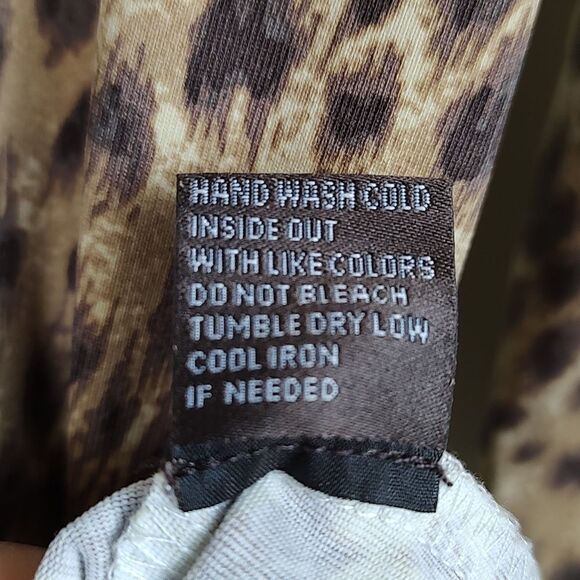 HAND WASH COLD
INSIDE OUT
WITH LIKE COLORS
DO NOT BLEACH
TUMBLE DRY LOW
COOL IRON
IF NEEDED